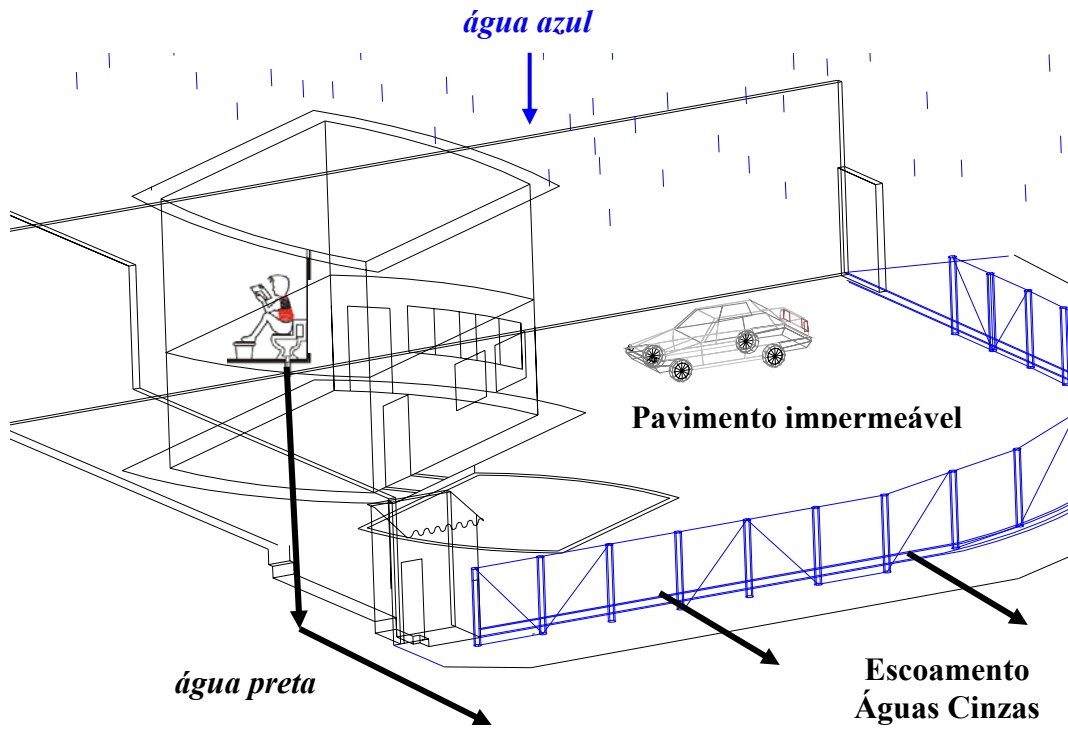 água azul
Pavimento impermeável
água preta
Escoamento
Águas Cinzas